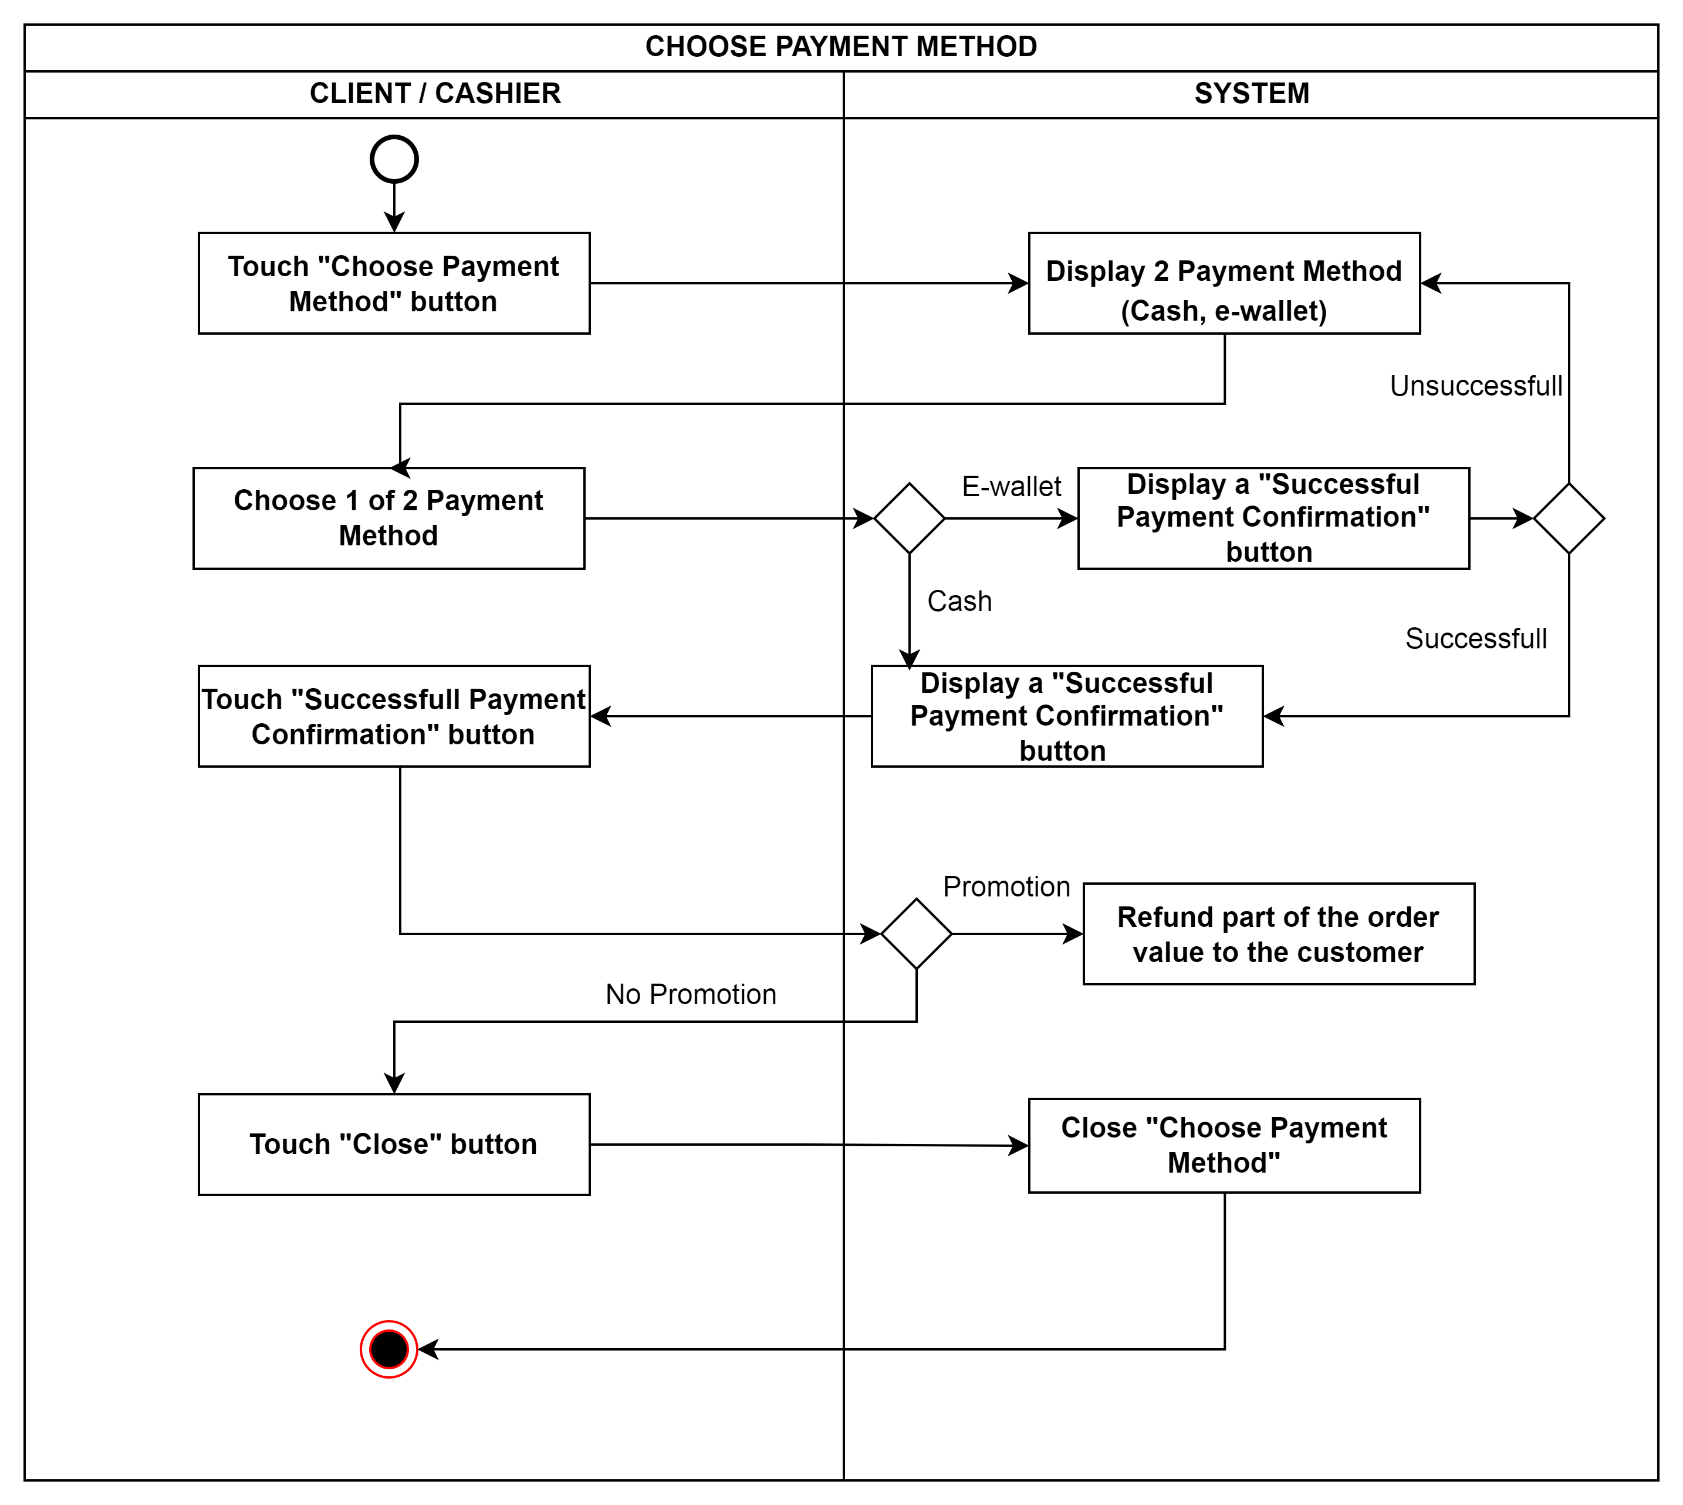 CHOOSE PAYMENT METHOD
CLIENT / CASHIER
SYSTEM
Touch "Choose Payment
Method" button
Display 2 Payment Method
(Cash, e-wallet)
Unsuccessfull
Choose 1 of 2 Payment
Method
E-wallet
Display a "Successful
Payment Confirmation"
button
Cash
Successfull
Touch "Successfull Payment
Confirmation" button
Display a "Successful
Payment Confirmation"
button
Promotion
Refund part of the order
value to the customer
No Promotion
Touch "Close" button
Close "Choose Payment
Method"